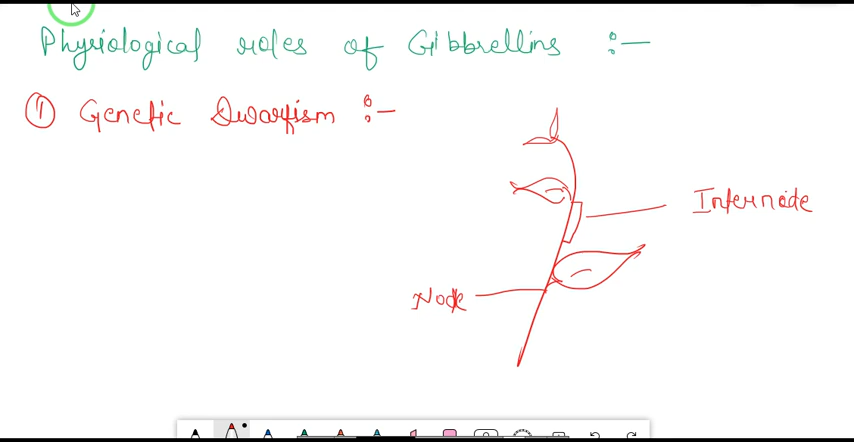 Physiological roles of Gibbrellins :-
① Genetic Dwarfism :-
Internode
Node